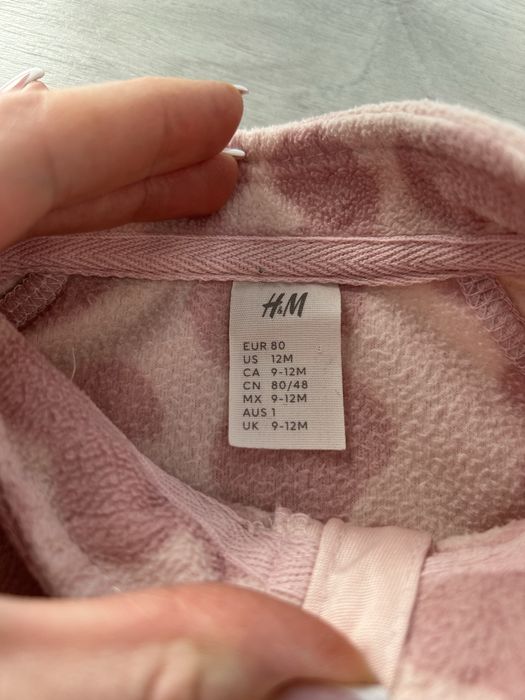 H&M
EUR 80
US 12M
CA 9-12M
CN 80/48
MX 9-12M
AUS 1
UK 9-12M